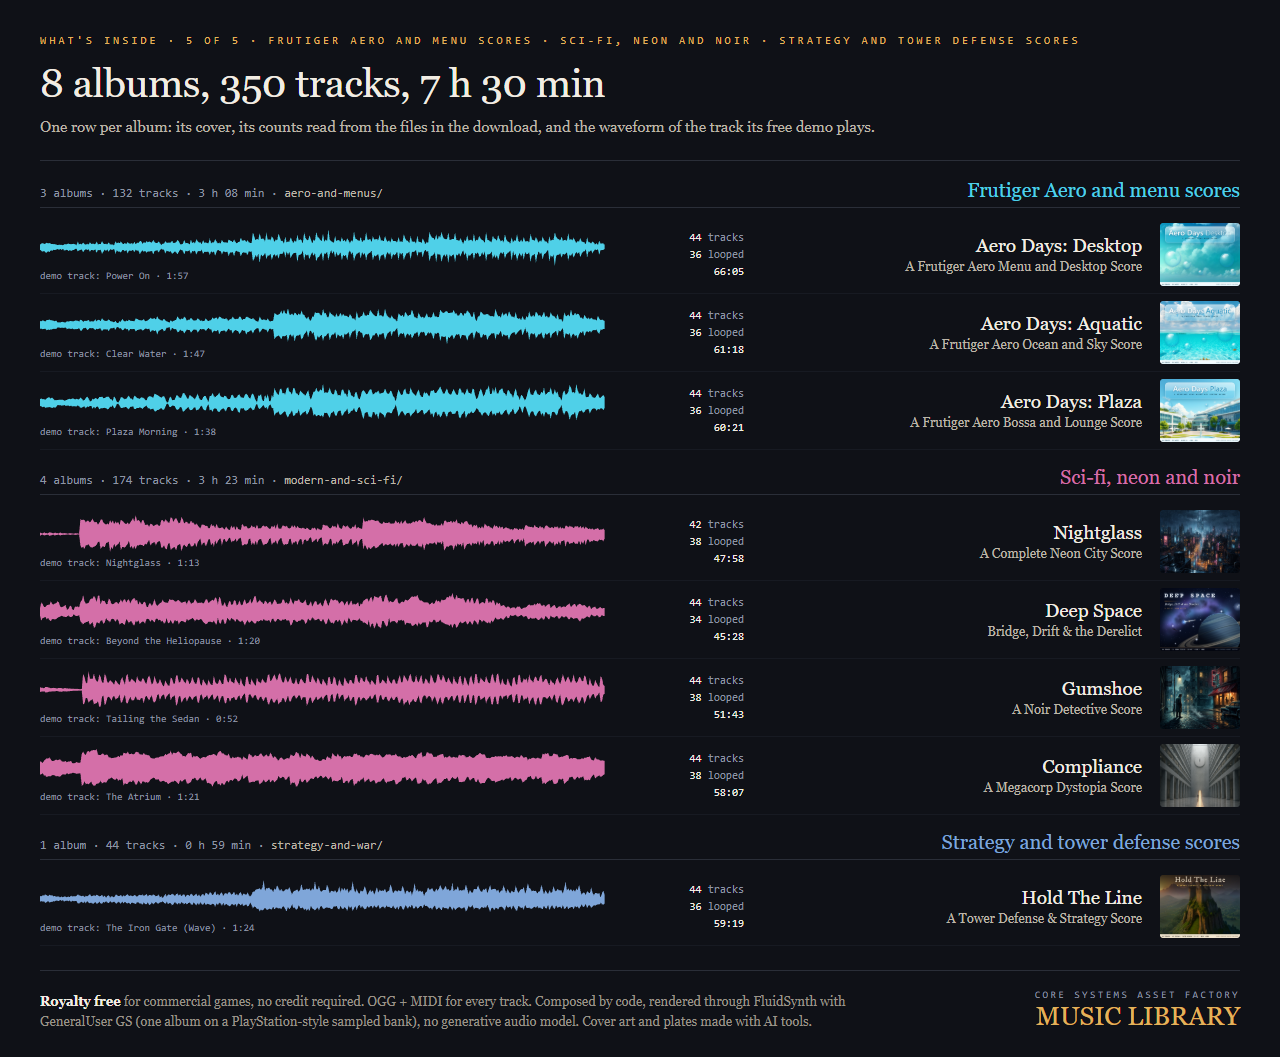 WHAT'S INSIDE · 5 OF 5 · FRUTIGER AERO AND MENU SCORES · SCI-FI, NEON AND NOIR · STRATEGY AND TOWER DEFENSE SCORES
8 albums, 350 tracks, 7 h 30 min
One row per album: its cover, its counts read from the files in the download, and the waveform of the track its free demo plays.
3 albums · 132 tracks · 3 h 08 min · aero-and-menus/
Frutiger Aero and menu scores
demo track: Power On · 1:57
44 tracks
36 looped
66:05
Aero Days: Desktop
A Frutiger Aero Menu and Desktop Score
Aero Days Desktop
demo track: Clear Water · 1:47
44 tracks
36 looped
61:18
Aero Days: Aquatic
A Frutiger Aero Ocean and Sky Score
Aero Days Aquatic
demo track: Plaza Morning · 1:38
44 tracks
36 looped
60:21
Aero Days: Plaza
A Frutiger Aero Bossa and Lounge Score
Aero Days Plaza
4 albums · 174 tracks · 3 h 23 min · modern-and-sci-fi/
Sci-fi, neon and noir
demo track: Nightglass · 1:13
42 tracks
38 looped
47:58
Nightglass
A Complete Neon City Score
demo track: Beyond the Heliopause · 1:20
44 tracks
34 looped
45:28
Deep Space
Bridge, Drift & the Derelict
DEEP SPACE
demo track: Tailing the Sedan · 0:52
44 tracks
38 looped
51:43
Gumshoe
A Noir Detective Score
demo track: The Atrium · 1:21
44 tracks
38 looped
58:07
Compliance
A Megacorp Dystopia Score
1 album · 44 tracks · 0 h 59 min · strategy-and-war/
Strategy and tower defense scores
demo track: The Iron Gate (Wave) · 1:24
44 tracks
36 looped
59:19
Hold The Line
A Tower Defense & Strategy Score
Hold The Line
Royalty free for commercial games, no credit required. OGG + MIDI for every track. Composed by code, rendered through FluidSynth with
GeneralUser GS (one album on a PlayStation-style sampled bank), no generative audio model. Cover art and plates made with AI tools.
CORE SYSTEMS ASSET FACTORY
MUSIC LIBRARY